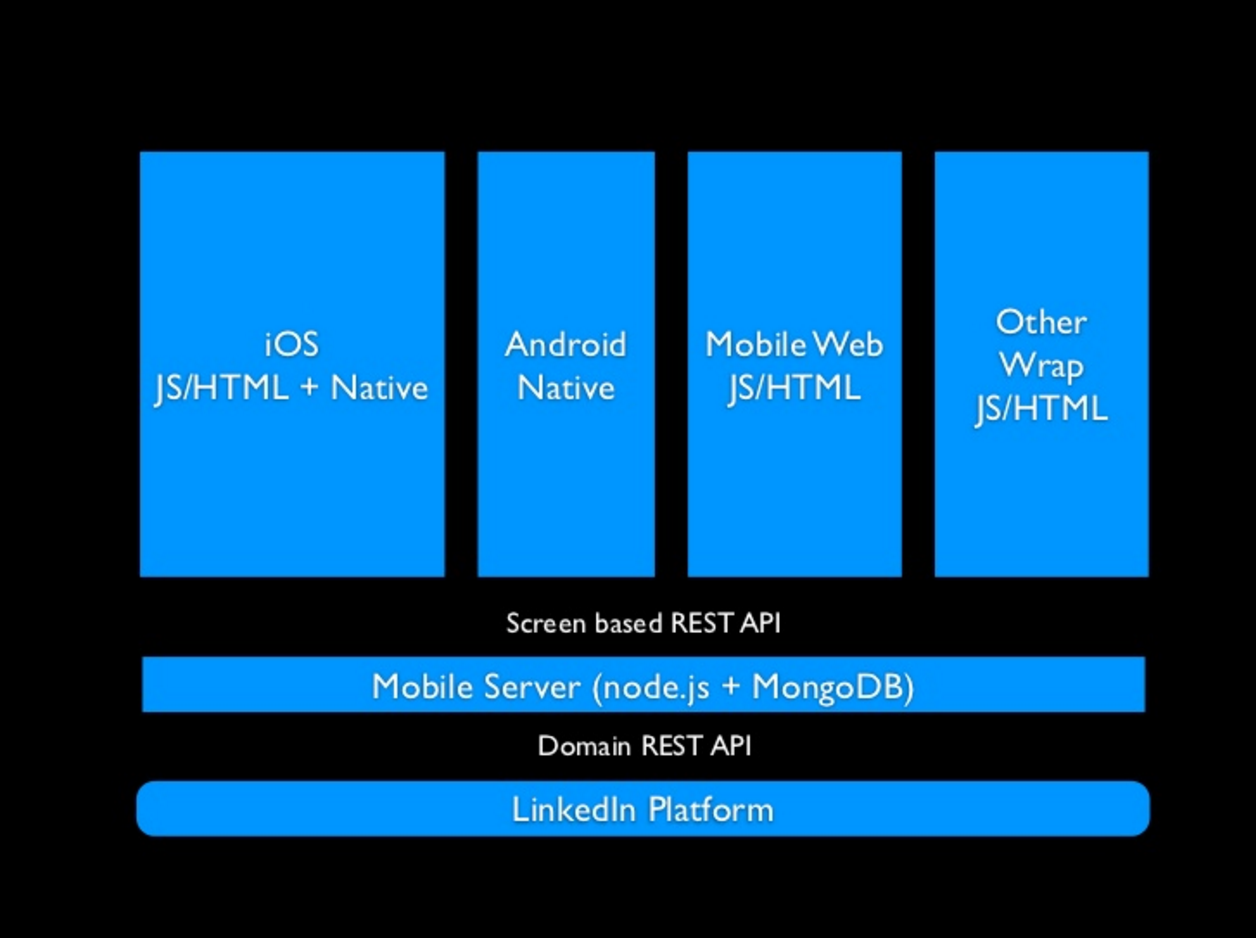 iOS
JS/HTML + Native
Android
Native
Mobile Web
JS/HTML
Other
Wrap
JS/HTML
Screen based REST API
Mobile Server (node.js + MongoDB)
Domain REST API
LinkedIn Platform